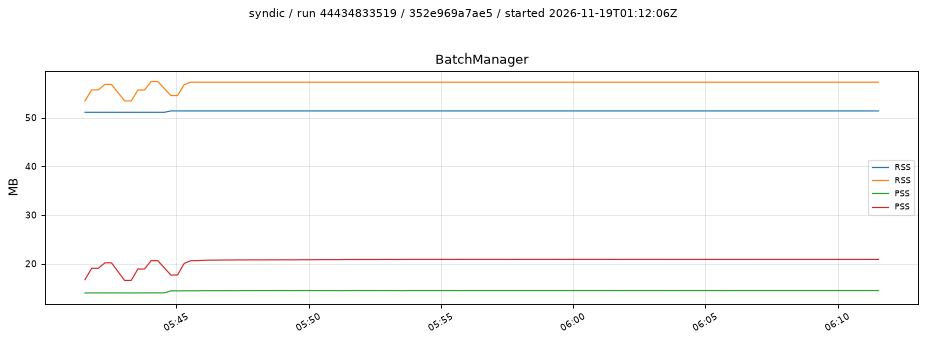 syndic / run 44434833519 / 352e969a7ae5 / started 2026-11-19T01:12:06Z
BatchManager
50
40
30
20
MB
RSS
RSS
PSS
PSS
05:45
05:50
05:55
06:00
06:05
06:10